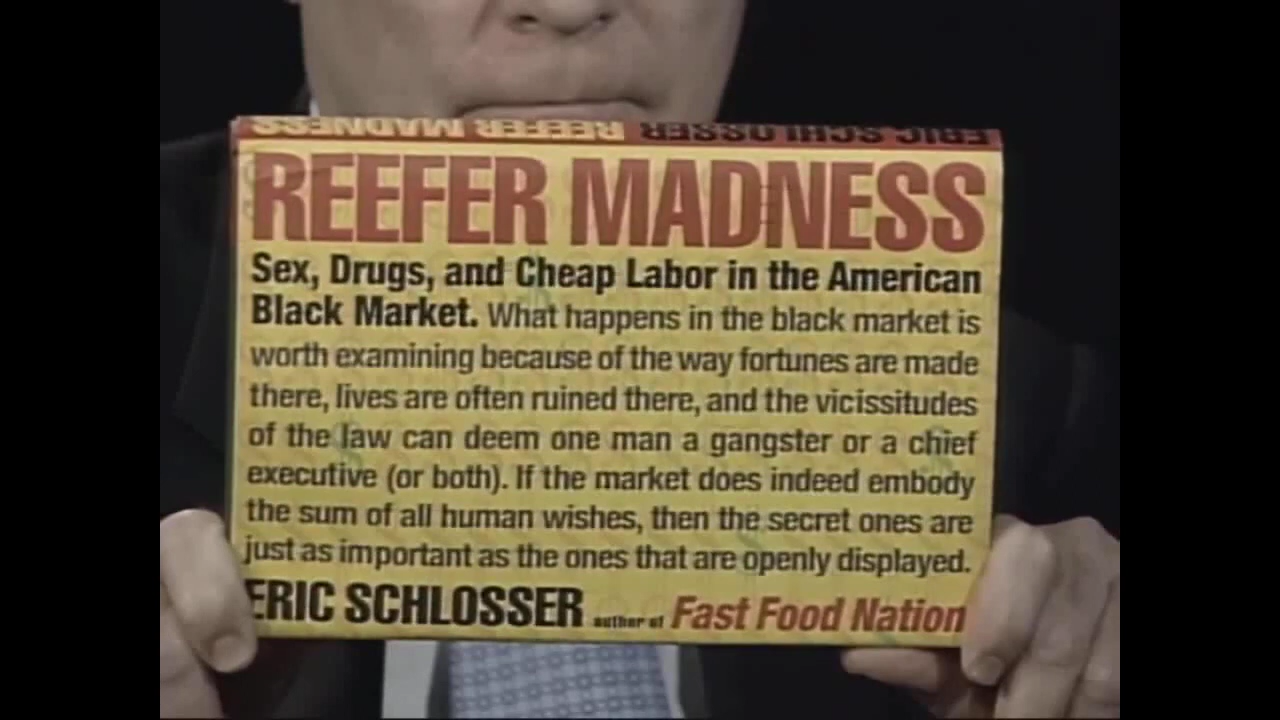 REEFER MADNESS ERIC SCHLOSSER
REEFER MADNESS
Sex, Drugs, and Cheap Labor in the American
Black Market. What happens in the black market is
worth examining because of the way fortunes are made
there, lives are often ruined there, and the vicissitudes
of the law can deem one man a gangster or a chief
executive (or both). If the market does indeed embody
the sum of all human wishes, then the secret ones are
just as important as the ones that are openly displayed.
ERIC SCHLOSSER author of Fast Food Nation